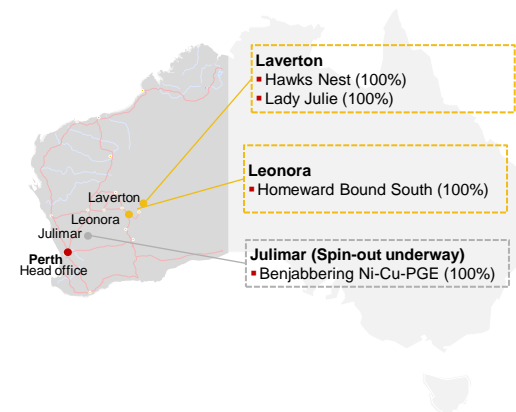 Laverton
Hawks Nest (100%)
Lady Julie (100%)
Leonora
Homeward Bound South (100%)
Julimar (Spin-out underway)
Benjabbering Ni-Cu-PGE (100%)
Laverton
Leonora
Julimar
Perth
Head office